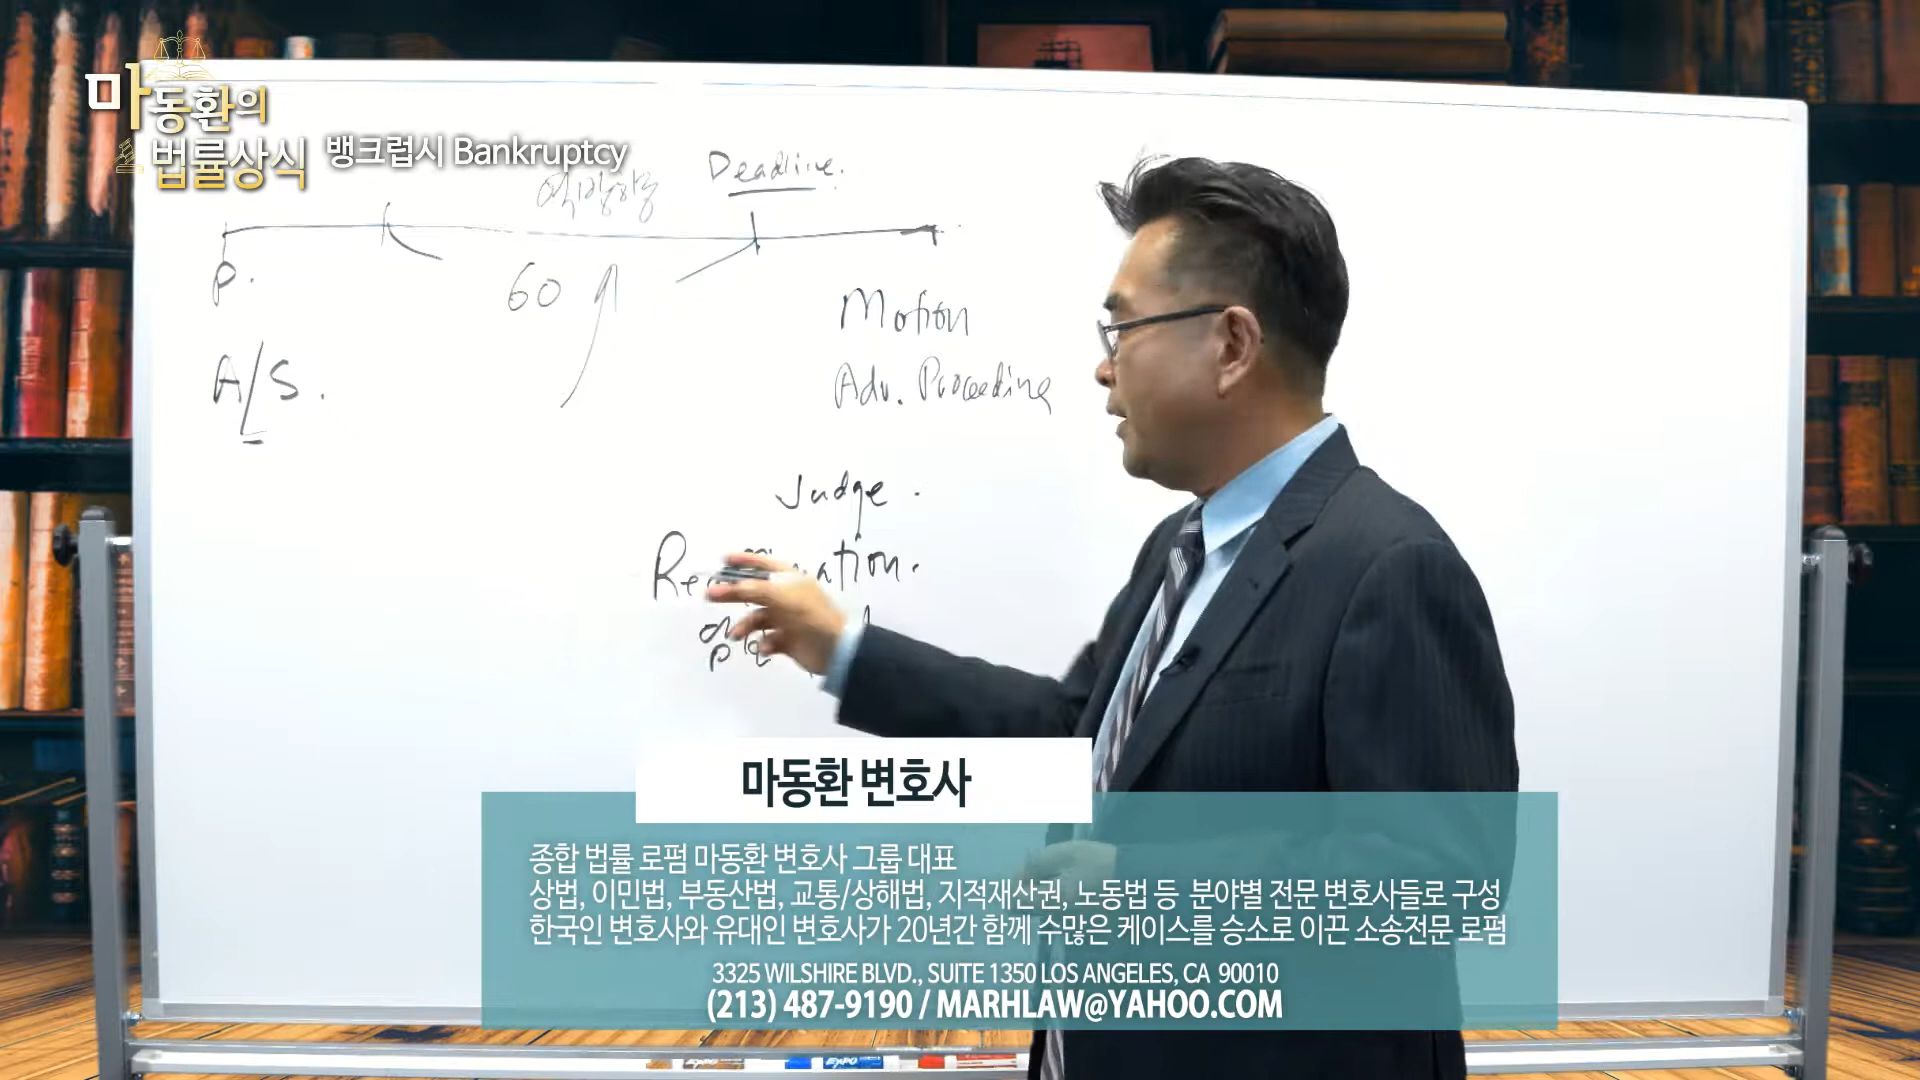 마동환의
법률상식
뱅크럽시 Bankruptcy
Deadline.
P.
60
Motion
A/S.
Adv. Proceeding
Judge.
마동환 변호사
종합 법률 로펌 마동환 변호사 그룹 대표
상법, 이민법, 부동산법, 교통/상해법, 지적재산권, 노동법 등 분야별 전문 변호사들로 구성
한국인 변호사와 유대인 변호사가 20년간 함께 수많은 케이스를 승소로 이끈 소송전문 로펌
3325 WILSHIRE BLVD., SUITE 1350 LOS ANGELES, CA 90010
(213) 487-9190 / MARHLAW@YAHOO.COM
EXPO
EXPO